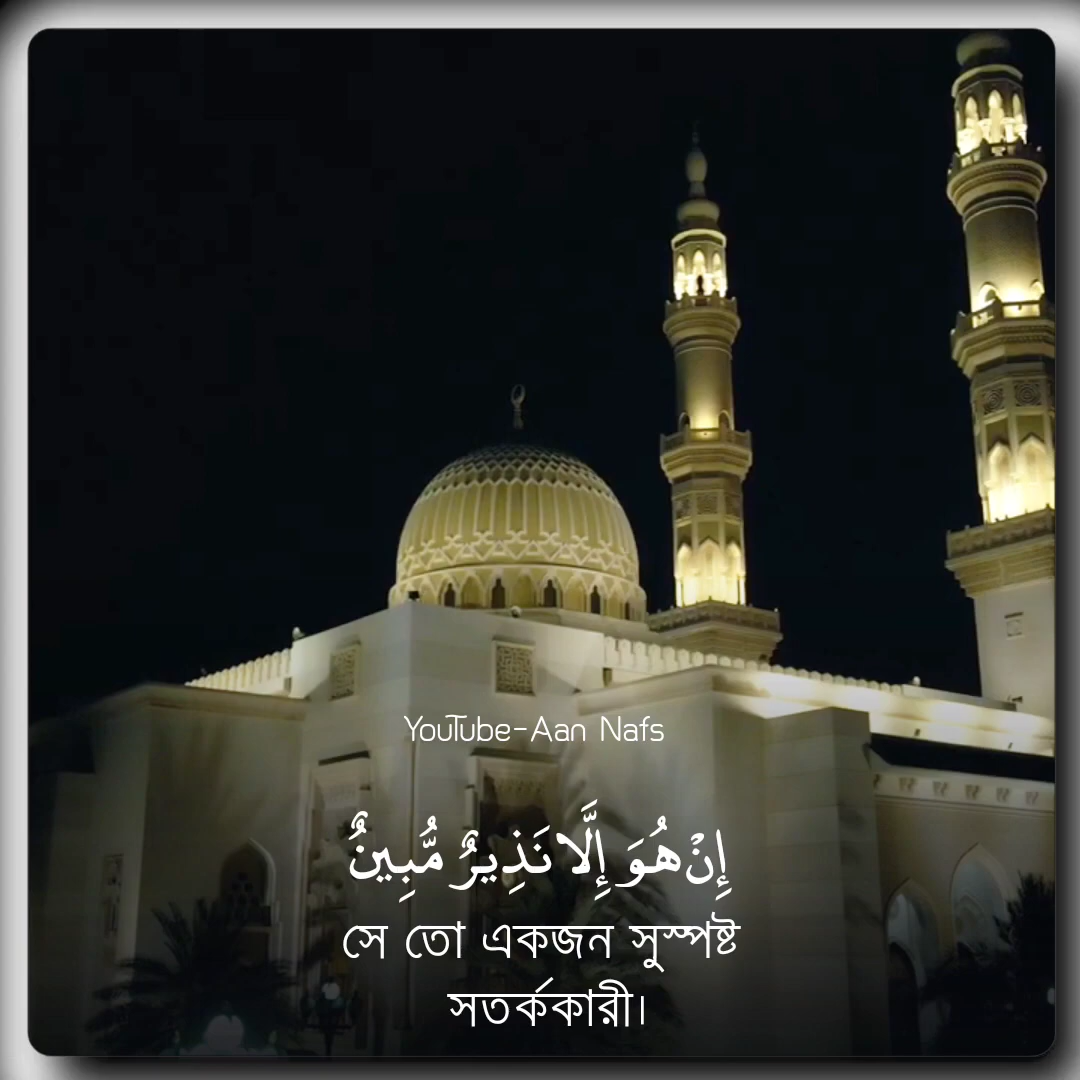 YouTube-Aan Nafs
إِنْ هُوَ إِلَّا نَذِيرٌ مُّبِينٌ
সে তো একজন সুস্পষ্ট
সতর্ককারী।